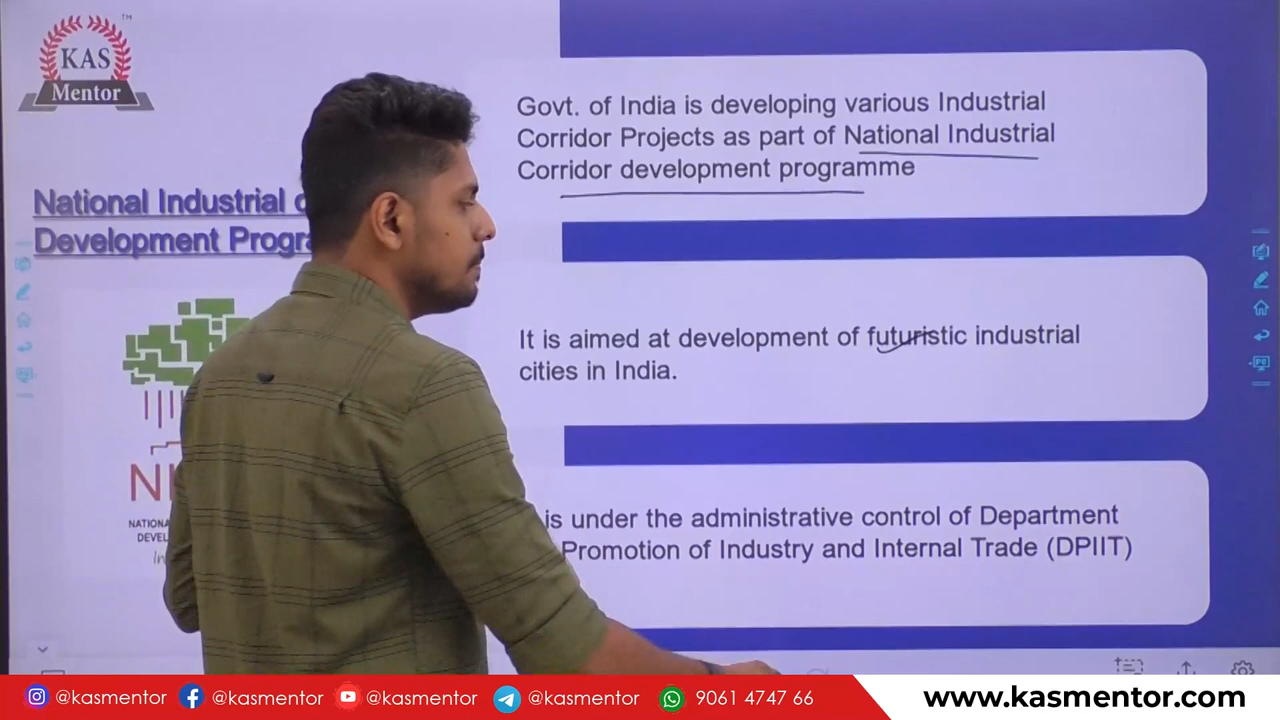 KAS
Mentor
TM
National Industrial
Development
Govt. of India is developing various Industrial
Corridor Projects as part of National Industrial
Corridor development programme
It is aimed at development of futuristic industrial
cities in India.
is under the administrative control of Department
Promotion of Industry and Internal Trade (DPIIT)
@kasmentor @kasmentor @kasmentor @kasmentor 9061 4747 66
www.kasmentor.com